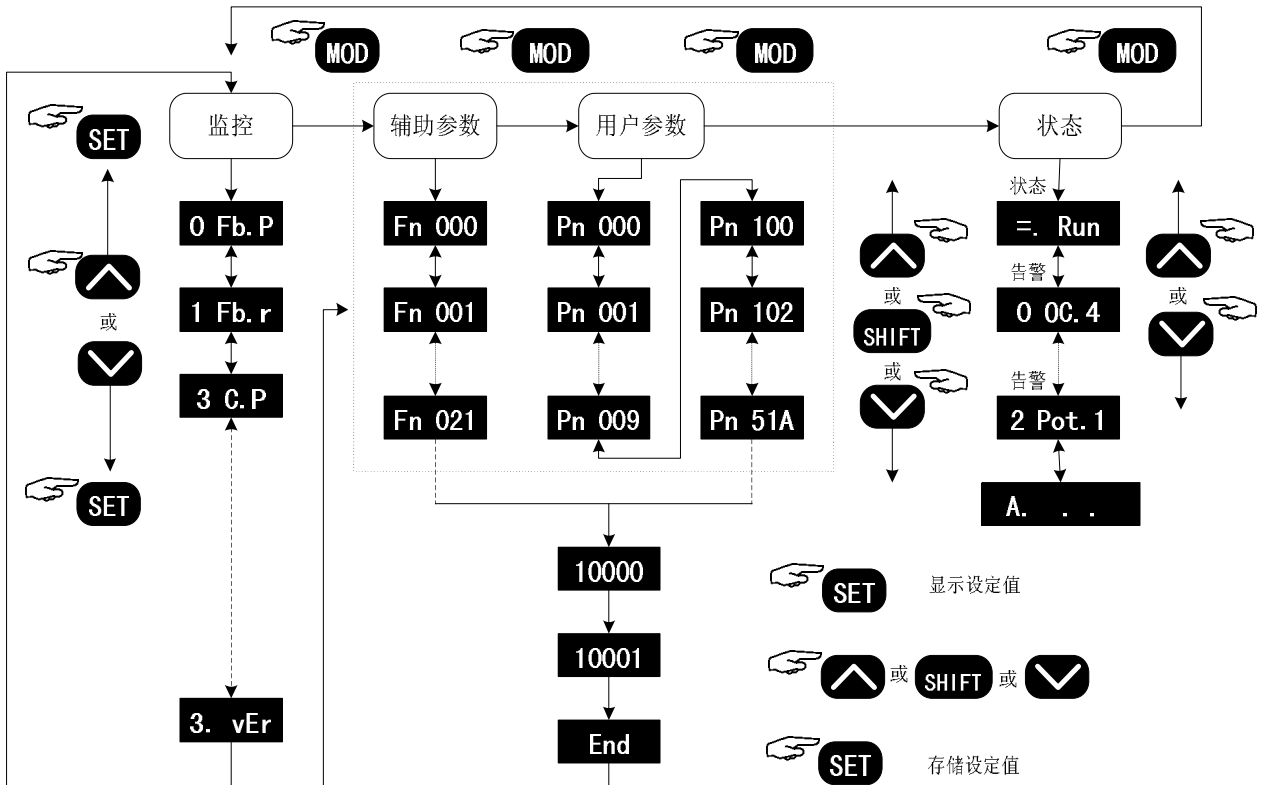 MOD
MOD
MOD
MOD
监控
辅助参数
用户参数
状态
SET
或
SET
0 Fb.P
1 Fb.r
3 C.P
3. vEr
Fn 000
Fn 001
Fn 021
Pn 000
Pn 001
Pn 009
Pn 100
Pn 102
Pn 51A
10000
10001
End
或
SHIFT
或
状态
=. Run
告警
0 OC.4
告警
2 Pot.1
A. . .
或
SET 显示设定值
或 SHIFT 或
SET 存储设定值